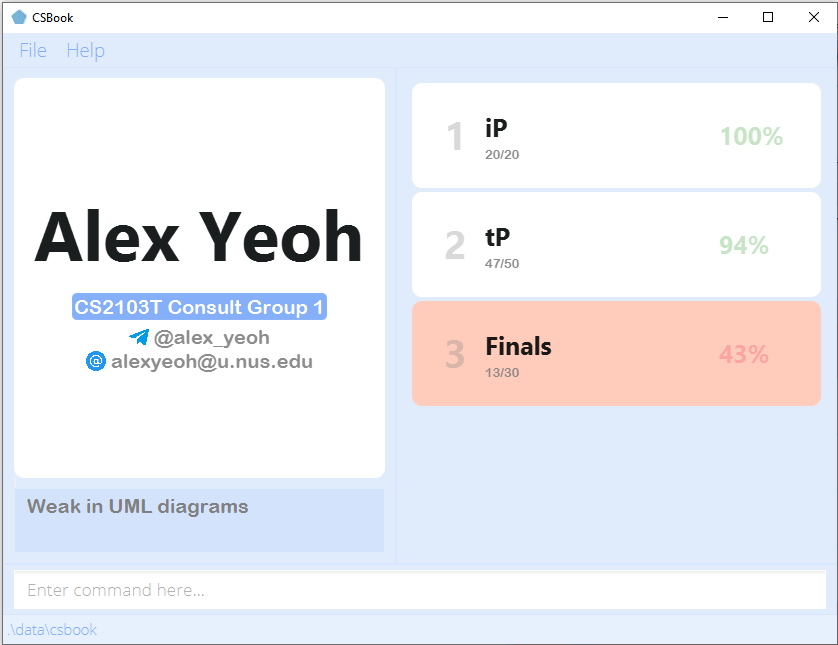 CSBook
File Help
Alex Yeoh
CS2103T Consult Group 1
@alex_yeoh
alexyeoh@u.nus.edu
Weak in UML diagrams
1 iP 100%
20/20
2 tP 94%
47/50
3 Finals 43%
13/30
Enter command here...
.\data\csbook